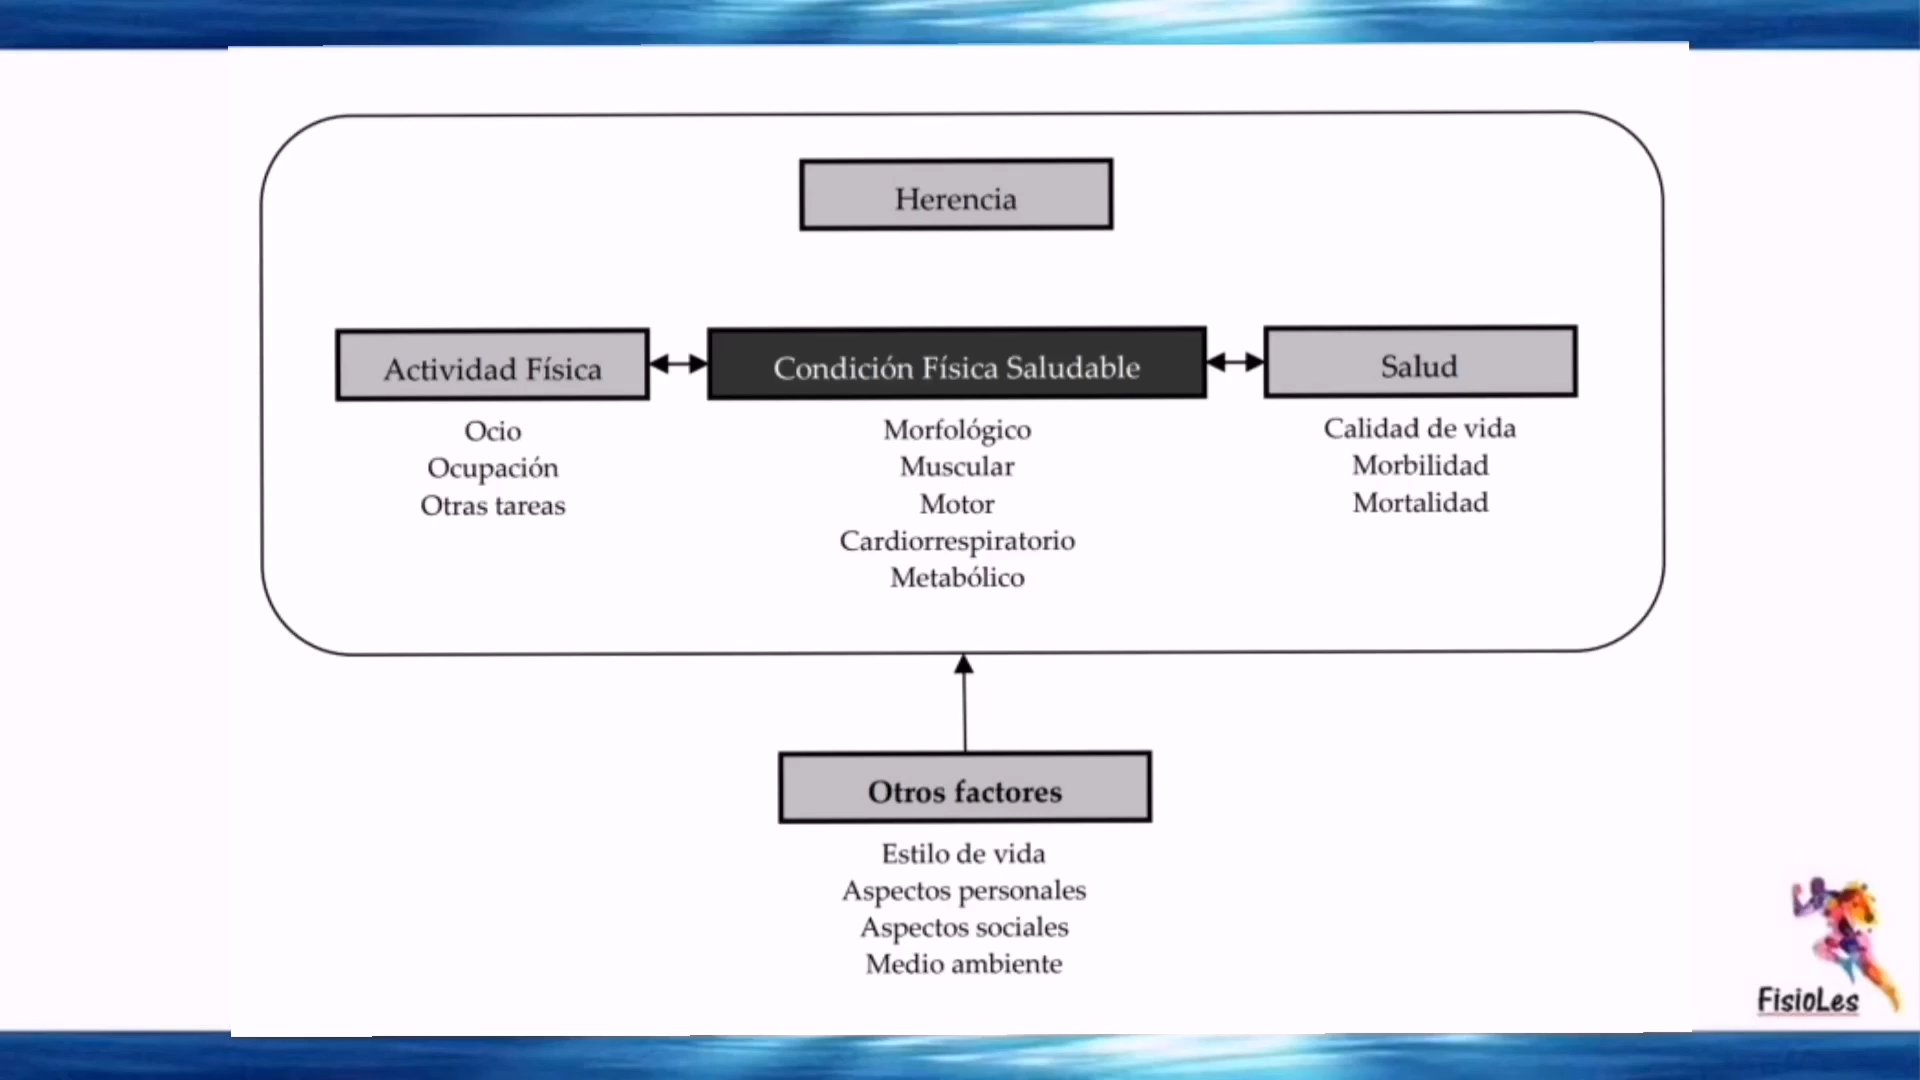 Herencia
Actividad Física
Condición Física Saludable
Salud
Ocio
Ocupación
Otras tareas
Morfológico
Muscular
Motor
Cardiorrespiratorio
Metabólico
Calidad de vida
Morbilidad
Mortalidad
Otros factores
Estilo de vida
Aspectos personales
Aspectos sociales
Medio ambiente
FisioLes